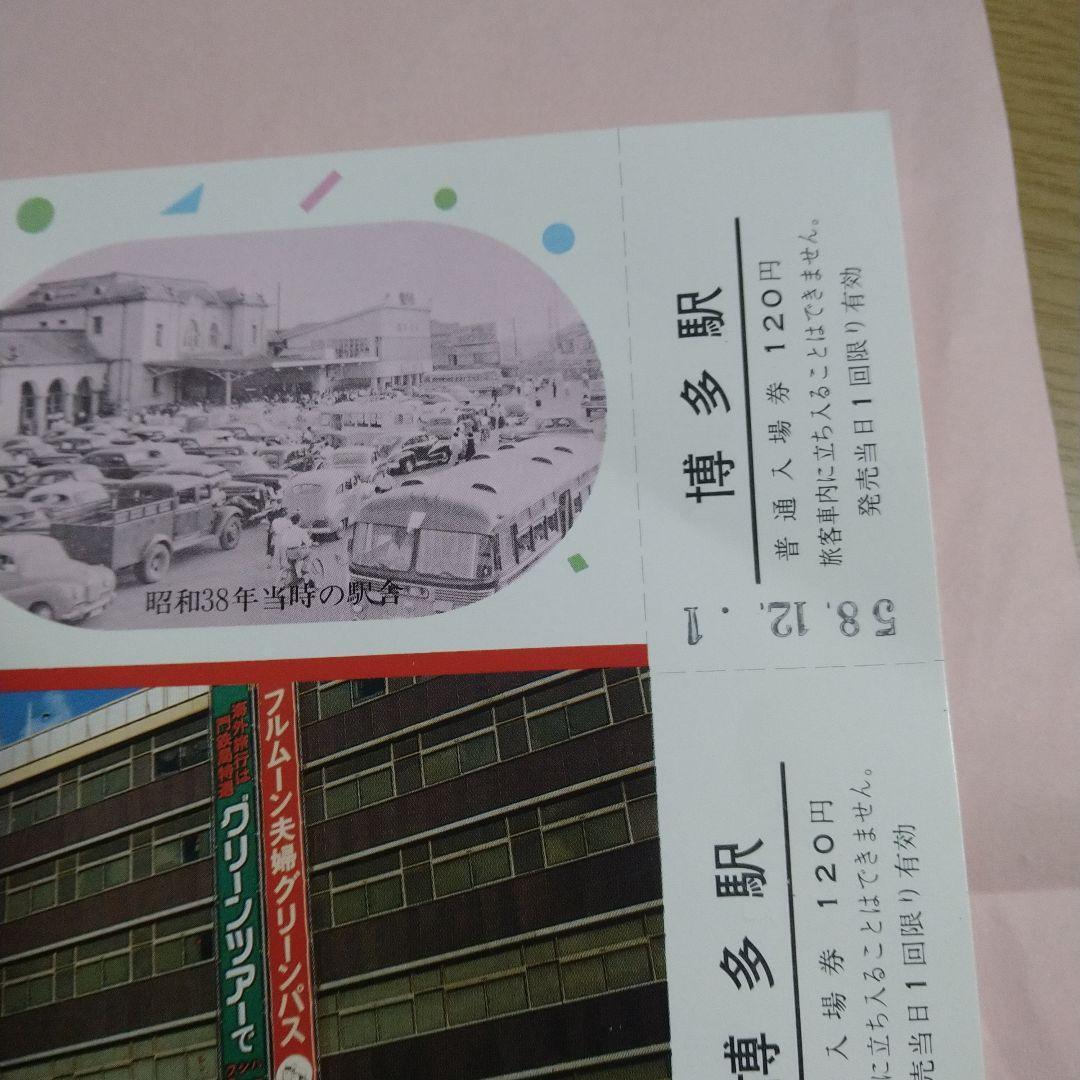 昭和38年当時の駅舎
博多駅
普通入場券 120円
旅客車内に立ち入ることはできません。
発売当日1回限り有効
58.12.-1
グリーンツアーで
フルムーン夫婦グリーンパス
博多駅
入場券 120円
に立ち入ることはできません。
売当日1回限り有効